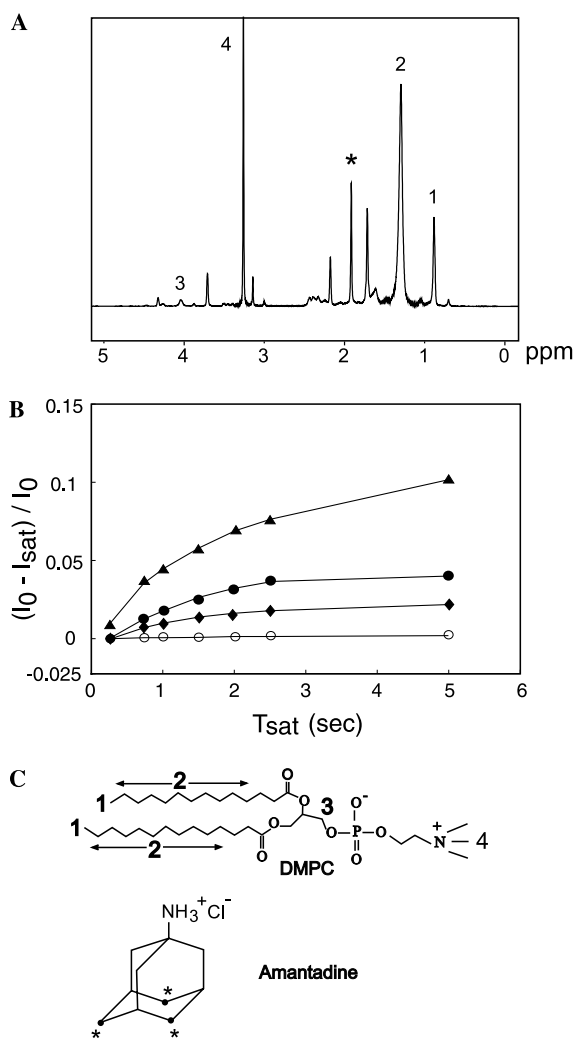 A
4
2
*
1
3
5 4 3 2 1 0 ppm
B
(I0 - Isat) / I0
0.15
0.1
0.05
0
-0.025
0 1 2 3 4 5 6
Tsat (sec)
C
1 2 O
O 3 O-
1 2 O O O P O N+ 4
O O
DMPC
NH3+Cl-
Amantadine
*
* *